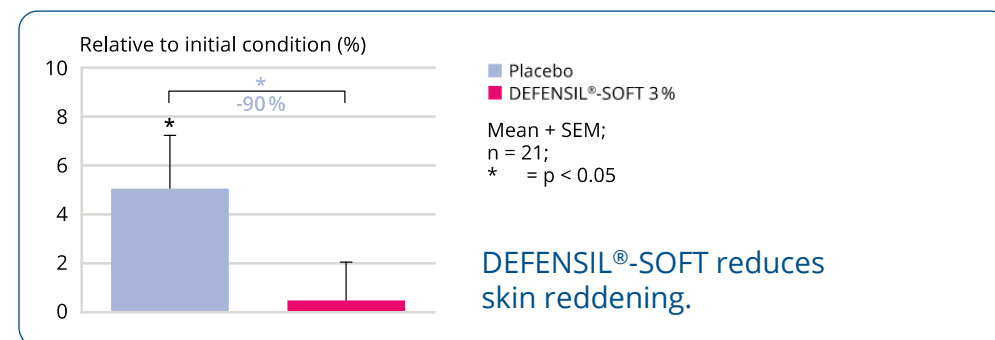 Relative to initial condition (%)
10
8
6
4
2
0
*
*
-90 %
Placebo
DEFENSIL®-SOFT 3 %
Mean + SEM;
n = 21;
* = p < 0.05
DEFENSIL®-SOFT reduces
skin reddening.